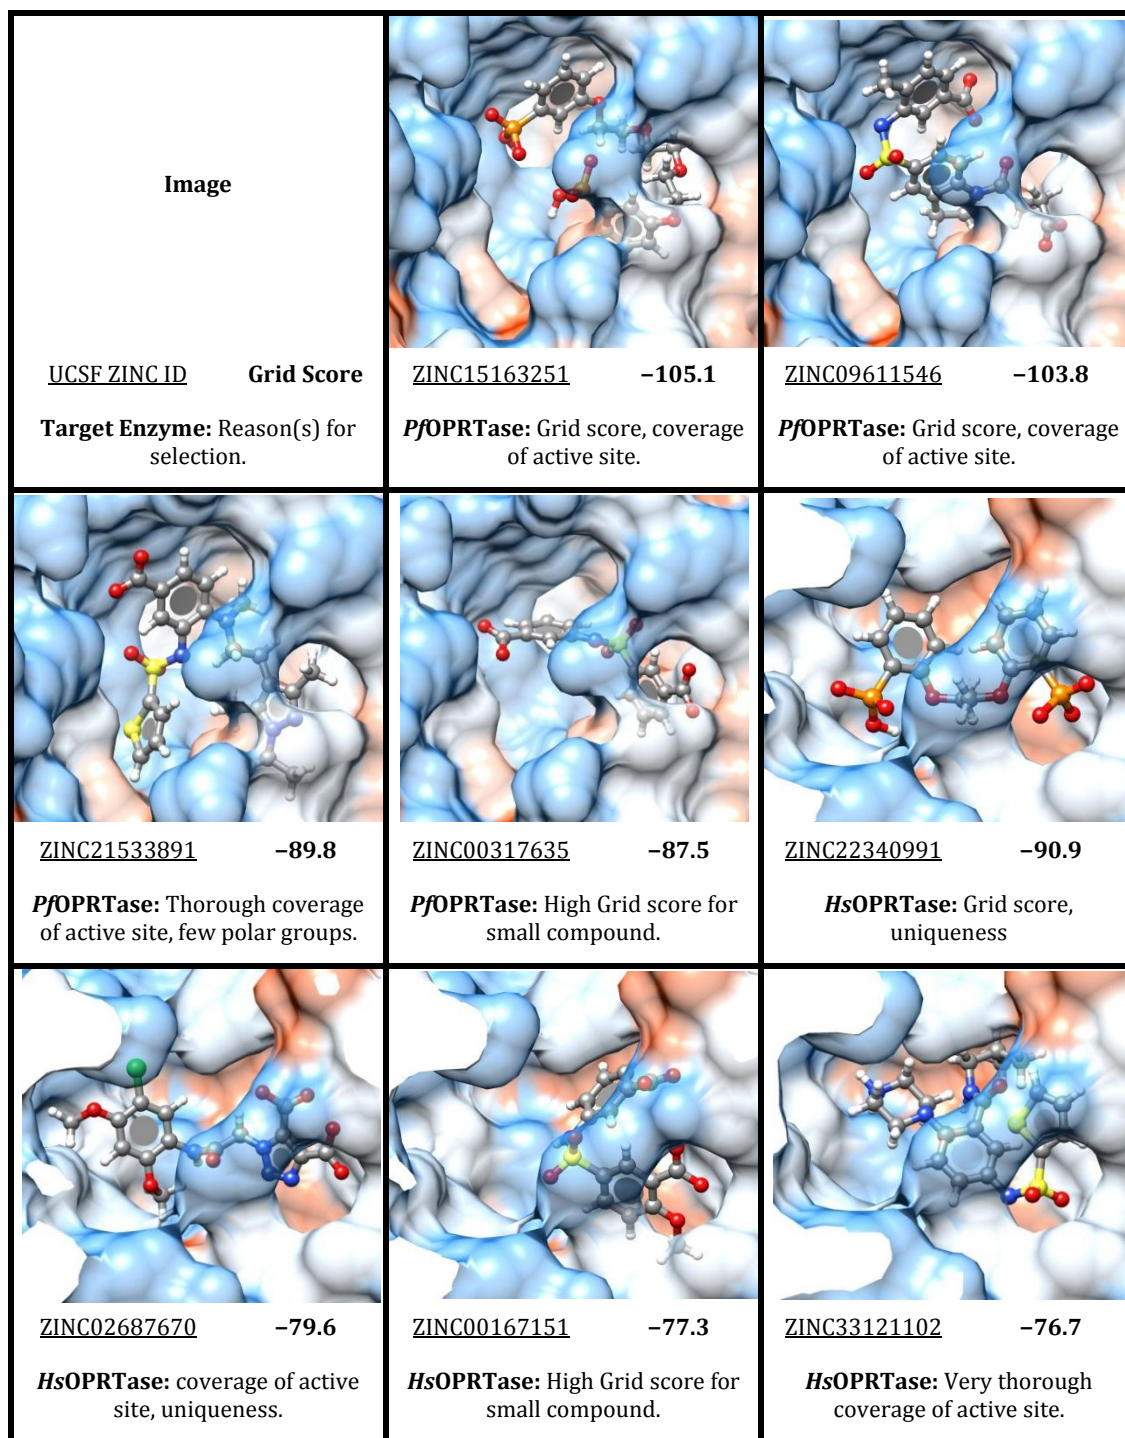 Image
UCSF ZINC ID Grid Score
Target Enzyme: Reason(s) for
selection.
ZINC15163251 −105.1
PfOPRTase: Grid score, coverage
of active site.
ZINC09611546 −103.8
PfOPRTase: Grid score, coverage
of active site.
ZINC21533891 −89.8
PfOPRTase: Thorough coverage
of active site, few polar groups.
ZINC00317635 −87.5
PfOPRTase: High Grid score for
small compound.
ZINC22340991 −90.9
HsOPRTase: Grid score,
uniqueness
ZINC02687670 −79.6
HsOPRTase: coverage of active
site, uniqueness.
ZINC00167151 −77.3
HsOPRTase: High Grid score for
small compound.
ZINC33121102 −76.7
HsOPRTase: Very thorough
coverage of active site.